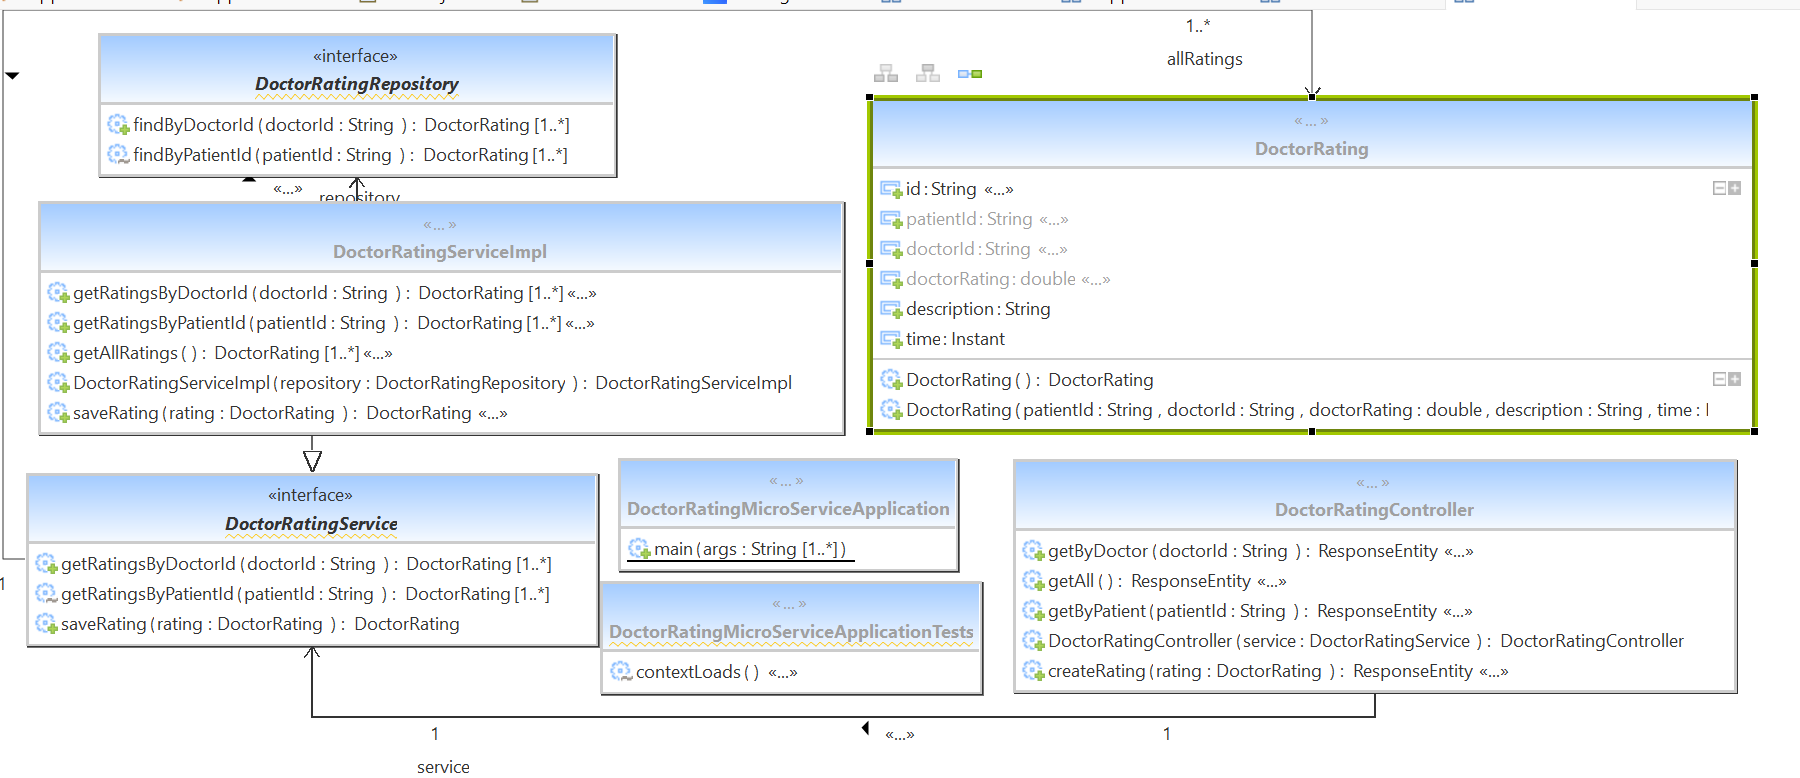 1..*
allRatings
«interface»
DoctorRatingRepository
findByDoctorId ( doctorId : String ) : DoctorRating [1..*]
findByPatientId ( patientId : String ) : DoctorRating [1..*]
«...»
repository
«... »
DoctorRatingServiceImpl
getRatingsByDoctorId ( doctorId : String ) : DoctorRating [1..*] «...»
getRatingsByPatientId ( patientId : String ) : DoctorRating [1..*] «...»
getAllRatings ( ) : DoctorRating [1..*] «...»
DoctorRatingServiceImpl ( repository : DoctorRatingRepository ) : DoctorRatingServiceImpl
saveRating ( rating : DoctorRating ) : DoctorRating «...»
«... »
DoctorRating
id : String «...»
patientId : String «...»
doctorId : String «...»
doctorRating : double «...»
description : String
time : Instant
DoctorRating ( ) : DoctorRating
DoctorRating ( patientId : String , doctorId : String , doctorRating : double , description : String , time : I
«interface»
DoctorRatingService
getRatingsByDoctorId ( doctorId : String ) : DoctorRating [1..*]
getRatingsByPatientId ( patientId : String ) : DoctorRating [1..*]
saveRating ( rating : DoctorRating ) : DoctorRating
1
«... »
DoctorRatingMicroServiceApplication
main ( args : String [1..*] )
«... »
DoctorRatingMicroServiceApplicationTests
contextLoads ( ) «...»
«... »
DoctorRatingController
getByDoctor ( doctorId : String ) : ResponseEntity «...»
getAll ( ) : ResponseEntity «...»
getByPatient ( patientId : String ) : ResponseEntity «...»
DoctorRatingController ( service : DoctorRatingService ) : DoctorRatingController
createRating ( rating : DoctorRating ) : ResponseEntity «...»
1
«...»
1
service